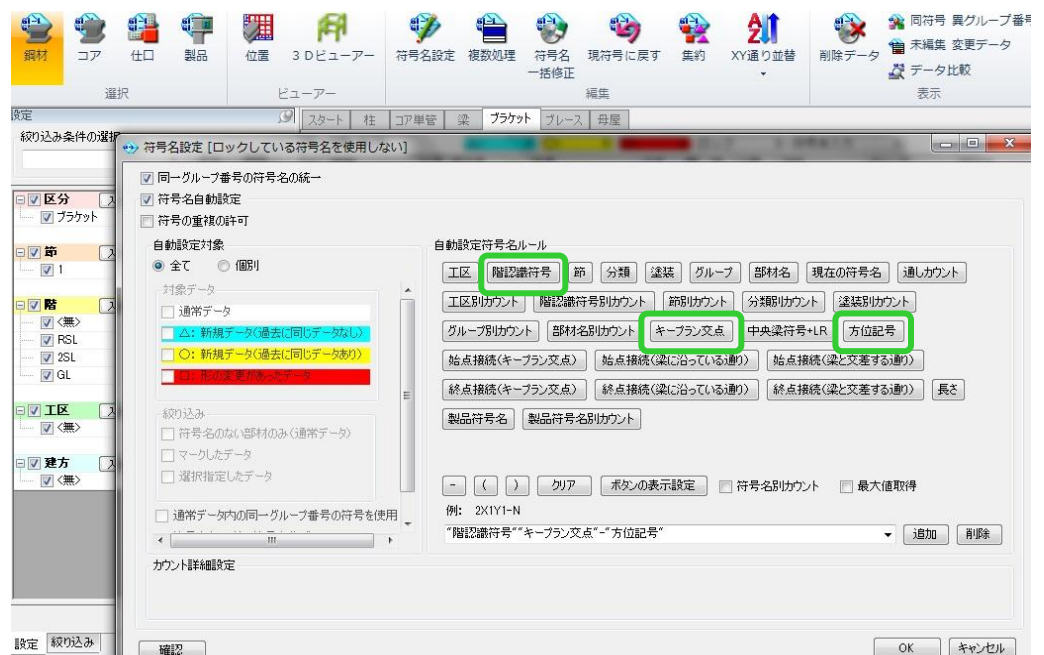 鋼材 コア 仕口 製品 位置 3Dビューアー 符号名設定 複数処理 符号名一括修正 現符号に戻す 集約 XY通り並替 削除データ
同符号 異グループ番号
未編集 変更データ
データ比較
選択 ビューアー 編集 表示
設定
スタート 柱 コア単管 梁 ブラケット ブレース 母屋
絞り込み条件の選択
符号名設定 [ロックしている符号名を使用しない]
区分
ブラケット
節
1
階
<無>
RSL
2SL
GL
工区
<無>
建方
<無>
設定 絞り込み
同一グループ番号の符号名の統一
符号名自動設定
符号の重複の許可
自動設定対象
全て 個別
対象データ
通常データ
△: 新規データ(過去に同じデータなし)
○: 新規データ(過去に同じデータあり)
□: 形の変更があったデータ
絞り込み
符号名のない部材のみ(通常データ)
マークしたデータ
選択指定したデータ
通常データ内の同一グループ番号の符号を使用
自動設定符号名ルール
工区 階認識符号 節 分類 塗装 グループ 部材名 現在の符号名 通しカウント
工区別カウント 階認識符号別カウント 節別カウント 分類別カウント 塗装別カウント
グループ別カウント 部材名別カウント キープラン交点 中央梁符号+LR 方位記号
始点接続(キープラン交点) 始点接続(梁に沿っている通り) 始点接続(梁と交差する通り)
終点接続(キープラン交点) 終点接続(梁に沿っている通り) 終点接続(梁と交差する通り) 長さ
製品符号名 製品符号名別カウント
- ( ) クリア ボタンの表示設定 符号名別カウント 最大値取得
例: 2X1Y1-N
"階認識符号""キープラン交点"-"方位記号" 追加 削除
カウント詳細設定
確認 OK キャンセル